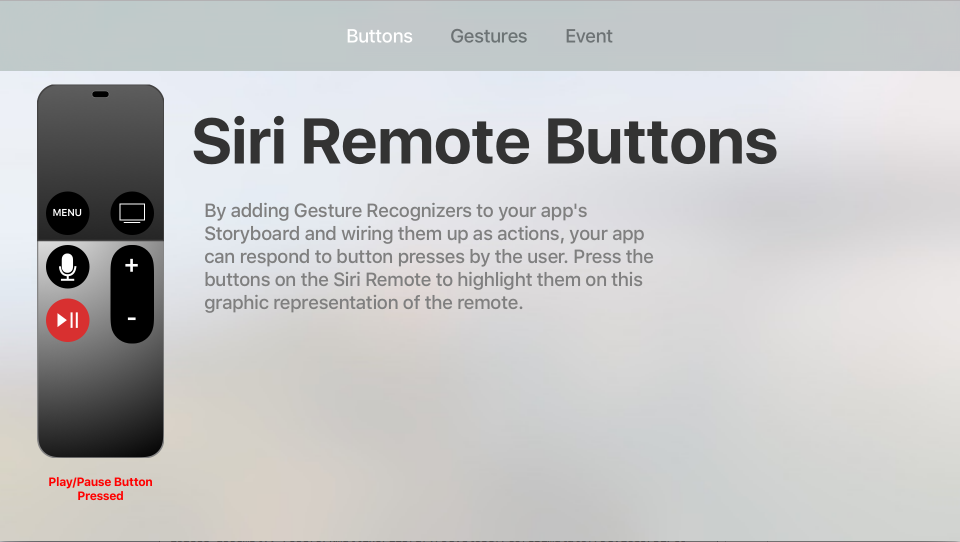 Buttons Gestures Event
Siri Remote Buttons
MENU
+
-
By adding Gesture Recognizers to your app's
Storyboard and wiring them up as actions, your app
can respond to button presses by the user. Press the
buttons on the Siri Remote to highlight them on this
graphic representation of the remote.
Play/Pause Button
Pressed